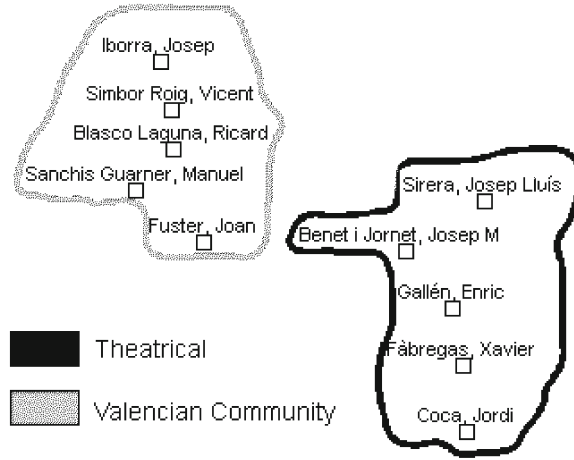 Iborra, Josep
Simbor Roig, Vicent
Blasco Laguna, Ricard
Sanchis Guarner, Manuel
Fuster, Joan
Sirera, Josep Lluís
Benet i Jornet, Josep M
Gallén, Enric
Fàbregas, Xavier
Coca, Jordi
Theatrical
Valencian Community